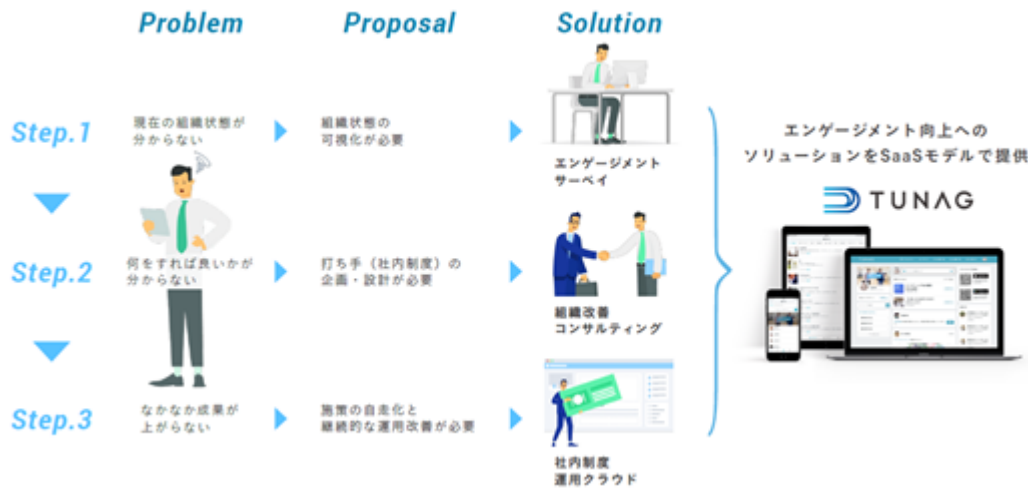 Problem
Proposal
Solution
Step.1
現在の組織状態が
分からない
組織状態の
可視化が必要
エンゲージメント
サーベイ
Step.2
何をすれば良いかが
分からない
打ち手（社内制度）の
企画・設計が必要
組織改善
コンサルティング
Step.3
なかなか成果が
上がらない
施策の自走化と
継続的な運用改善が必要
社内制度
運用クラウド
エンゲージメント向上への
ソリューションをSaaSモデルで提供
TUNAG